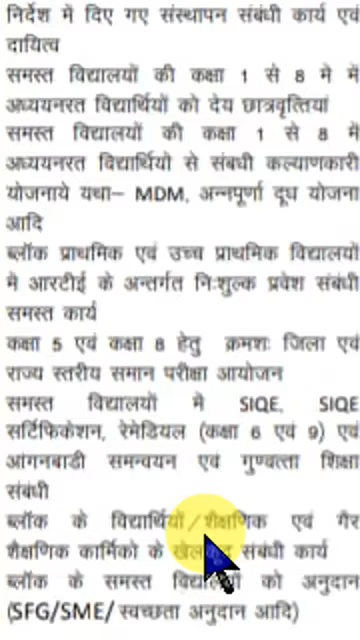 निर्देश में दिए गए संस्थापन संबंधी कार्य एवं
दायित्व
समस्त विद्यालयों की कक्षा 1 से 8 मे में
अध्ययनरत विद्यार्थियों को देय छात्रवृत्तियां
समस्त विद्यालयों की कक्षा 1 से 8 में
अध्ययनरत विद्यार्थियो से संबधी कल्याणकारी
योजनाये यथा– MDM, अन्नपूर्णा दूध योजना
आदि
ब्लॉक प्राथमिक एवं उच्च प्राथमिक विद्यालयों
मे आरटीई के अन्तर्गत निःशुल्क प्रवेश संबंधी
समस्त कार्य
कक्षा 5 एवं कक्षा 8 हेतु क्रमशः जिला एवं
राज्य स्तरीय समान परीक्षा आयोजन
समस्त विद्यालयों मे SIQE, SIQE
सर्टिफिकेशन, रेमेडियल (कक्षा 6 एवं 9) एवं
आंगनबाडी समन्वयन एवं गुणवत्ता शिक्षा
संबंधी
ब्लॉक के विद्यार्थियों/शैक्षणिक एवं गैर
शैक्षणिक कार्मिको के खेलकूद संबंधी कार्य
ब्लॉक के समस्त विद्यालयों को अनुदान
(SFG/SME/ स्वच्छता अनुदान आदि)